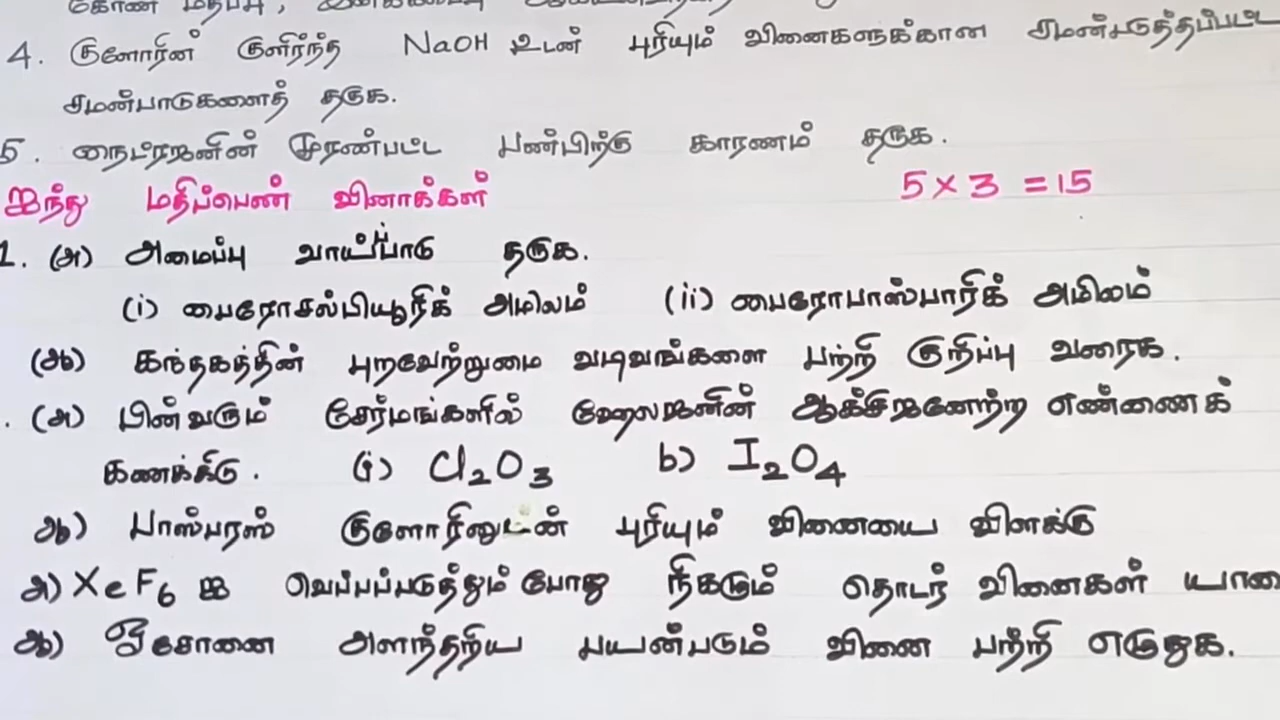 கோண மதிப்பு,
4. குளோரின் குளிர்ந்த NaOH உடன் புரியும் வினைகளுக்கான சமன்படுத்தப்பட்ட
சமன்பாடுகளைத் தருக.
5. நைட்ரஜனின் முரண்பட்ட பண்பிற்கு காரணம் தருக.
ஐந்து மதிப்பெண் வினாக்கள் 5 x 3 = 15
1. (அ) அமைப்பு வாய்ப்பாடு தருக.
(i) பைரோசல்பியூரிக் அமிலம் (ii) பைரோபாஸ்பாரிக் அமிலம்
(ஆ) கந்தகத்தின் புறவேற்றுமை வடிவங்களை பற்றி குறிப்பு வரைக.
. (அ) பின்வரும் சேர்மங்களில் ஹைலஜனின் ஆக்சிஜனேற்ற எண்ணைக்
கணக்கிடு. (i) Cl₂O₃ b) I₂O₄
ஆ) பாஸ்பரஸ் குளோரினுடன் புரியும் வினையை விளக்கு
அ) XeF₆ ஐ வெப்பப்படுத்தும் போது நிகழும் தொடர் வினைகள்
ஆ) ஓசோனை அளந்தறிய பயன்படும் வினை பற்றி எழுதுக.